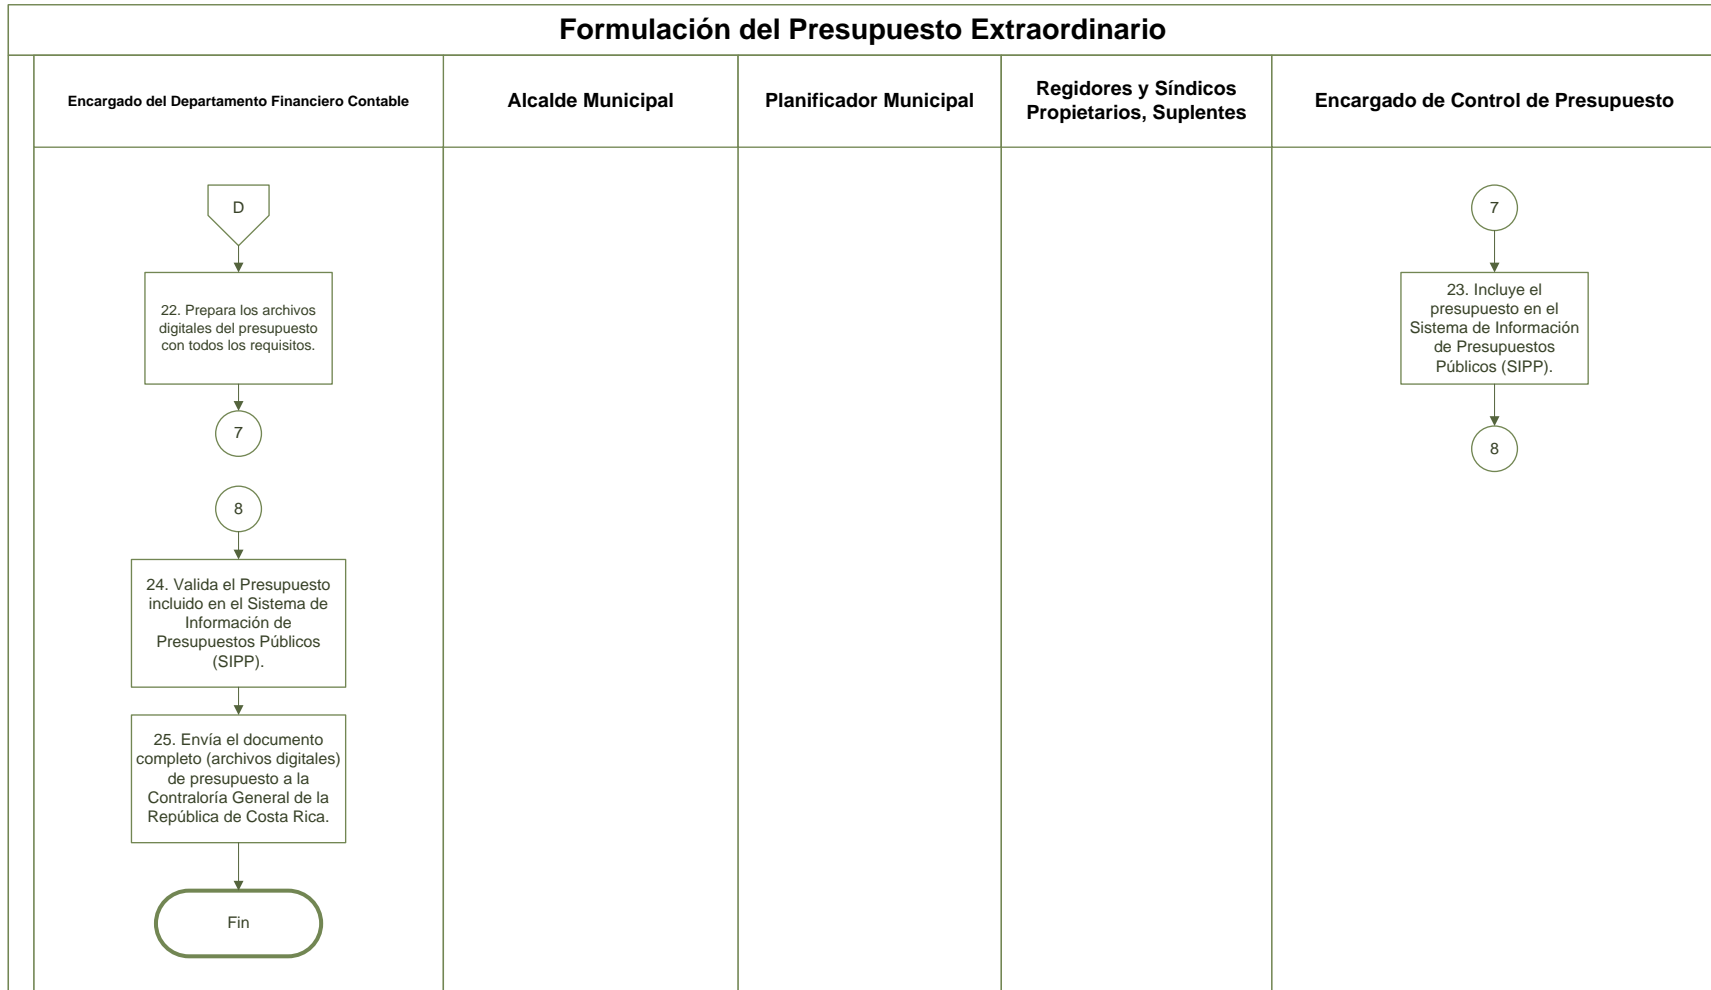 Formulación del Presupuesto Extraordinario
Encargado del Departamento Financiero Contable
Alcalde Municipal
Planificador Municipal
Regidores y Síndicos
Propietarios, Suplentes
Encargado de Control de Presupuesto
D
22. Prepara los archivos
digitales del presupuesto
con todos los requisitos.
7
8
24. Valida el Presupuesto
incluido en el Sistema de
Información de
Presupuestos Públicos
(SIPP).
25. Envía el documento
completo (archivos digitales)
de presupuesto a la
Contraloría General de la
República de Costa Rica.
Fin
7
23. Incluye el
presupuesto en el
Sistema de Información
de Presupuestos
Públicos (SIPP).
8